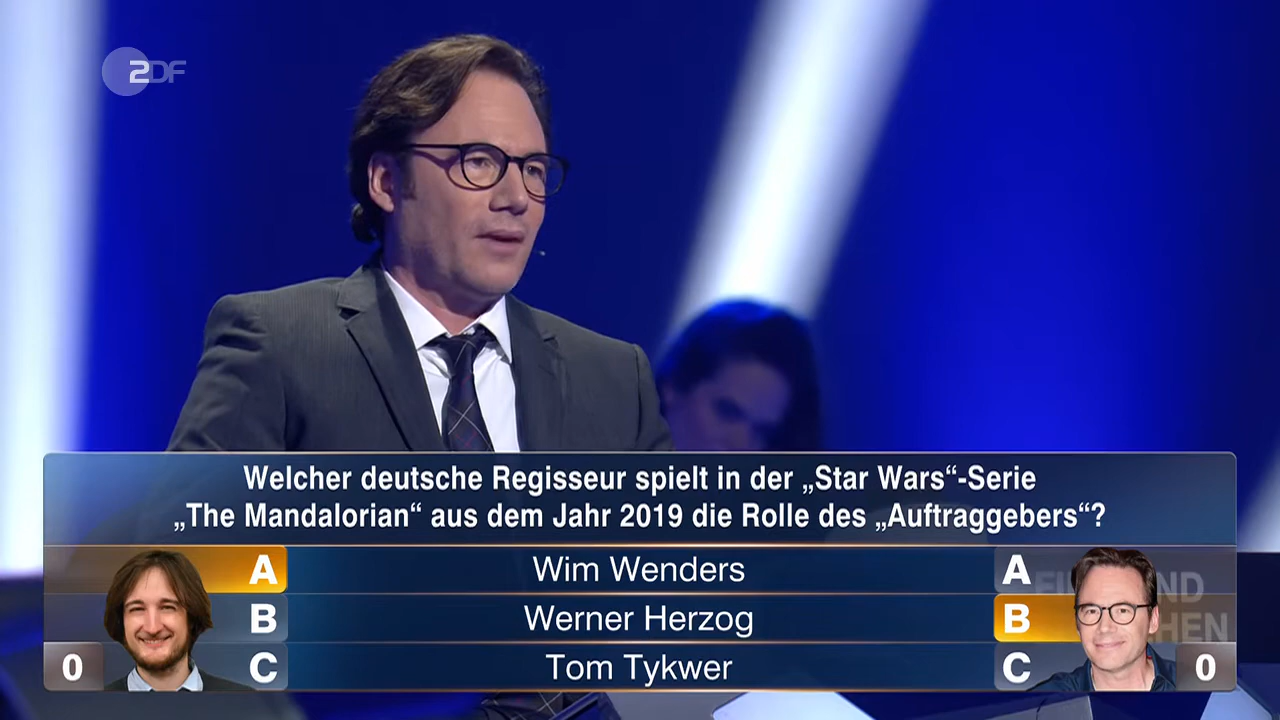 ZDF
Welcher deutsche Regisseur spielt in der „Star Wars“-Serie
„The Mandalorian“ aus dem Jahr 2019 die Rolle des „Auftraggebers“?
A Wim Wenders A
B Werner Herzog B
0 C Tom Tykwer C 0